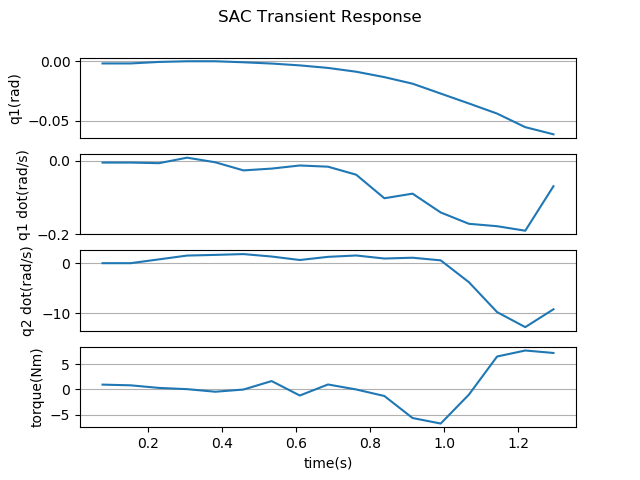 SAC Transient Response
q1(rad)
0.00
−0.05
q1 dot(rad/s)
0.0
−0.2
q2 dot(rad/s)
0
−10
torque(Nm)
5
0
−5
0.2 0.4 0.6 0.8 1.0 1.2
time(s)